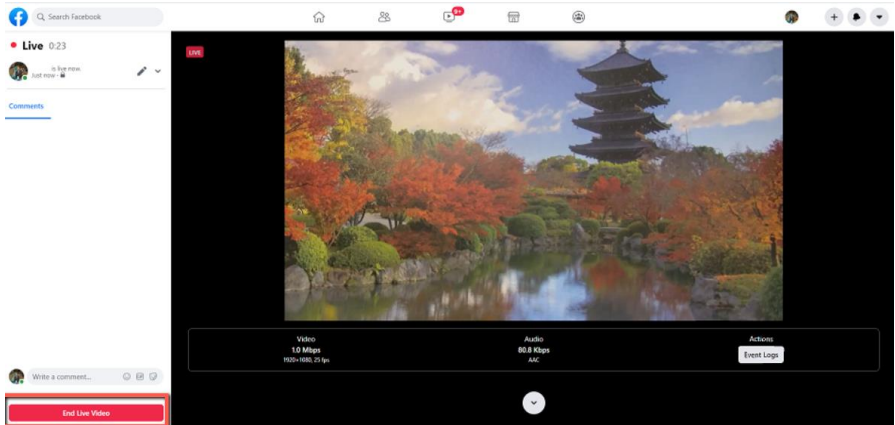 Search Facebook
9+
Live 0:23
is live now.
Just now ·
Comments
LIVE
Video
1.0 Mbps
1920×1080, 25 fps
Audio
80.8 Kbps
AAC
Actions
Event Logs
Write a comment...
GIF
End Live Video